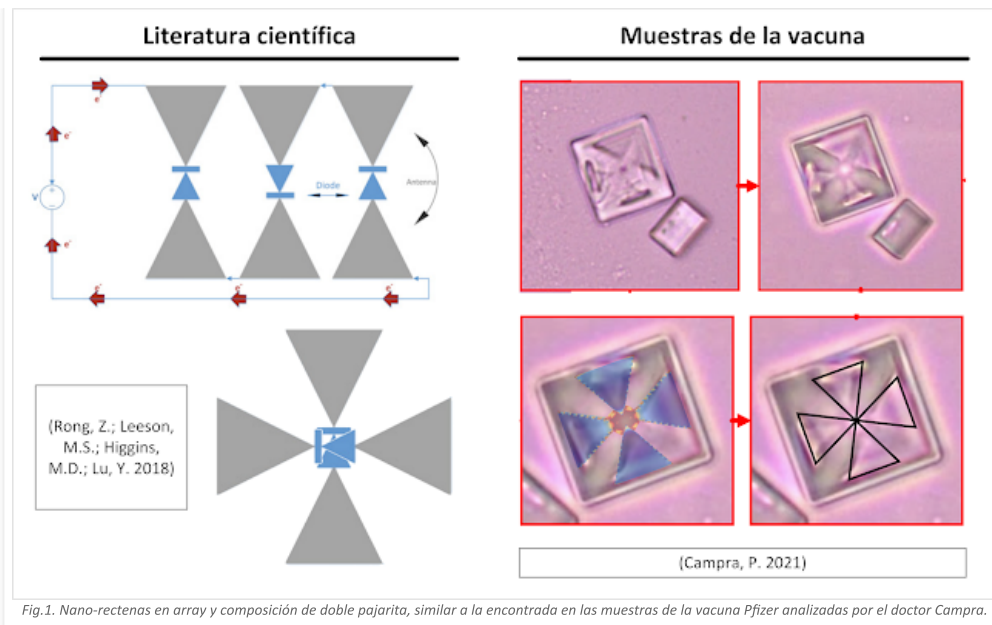 Literatura científica
Muestras de la vacuna
e-
e-
e-
V
+
−
Diode
Antenna
e-
e-
e-
(Rong, Z.; Leeson,
M.S.; Higgins,
M.D.; Lu, Y. 2018)
(Campra, P. 2021)
Fig.1. Nano-rectenas en array y composición de doble pajarita, similar a la encontrada en las muestras de la vacuna Pfizer analizadas por el doctor Campra.